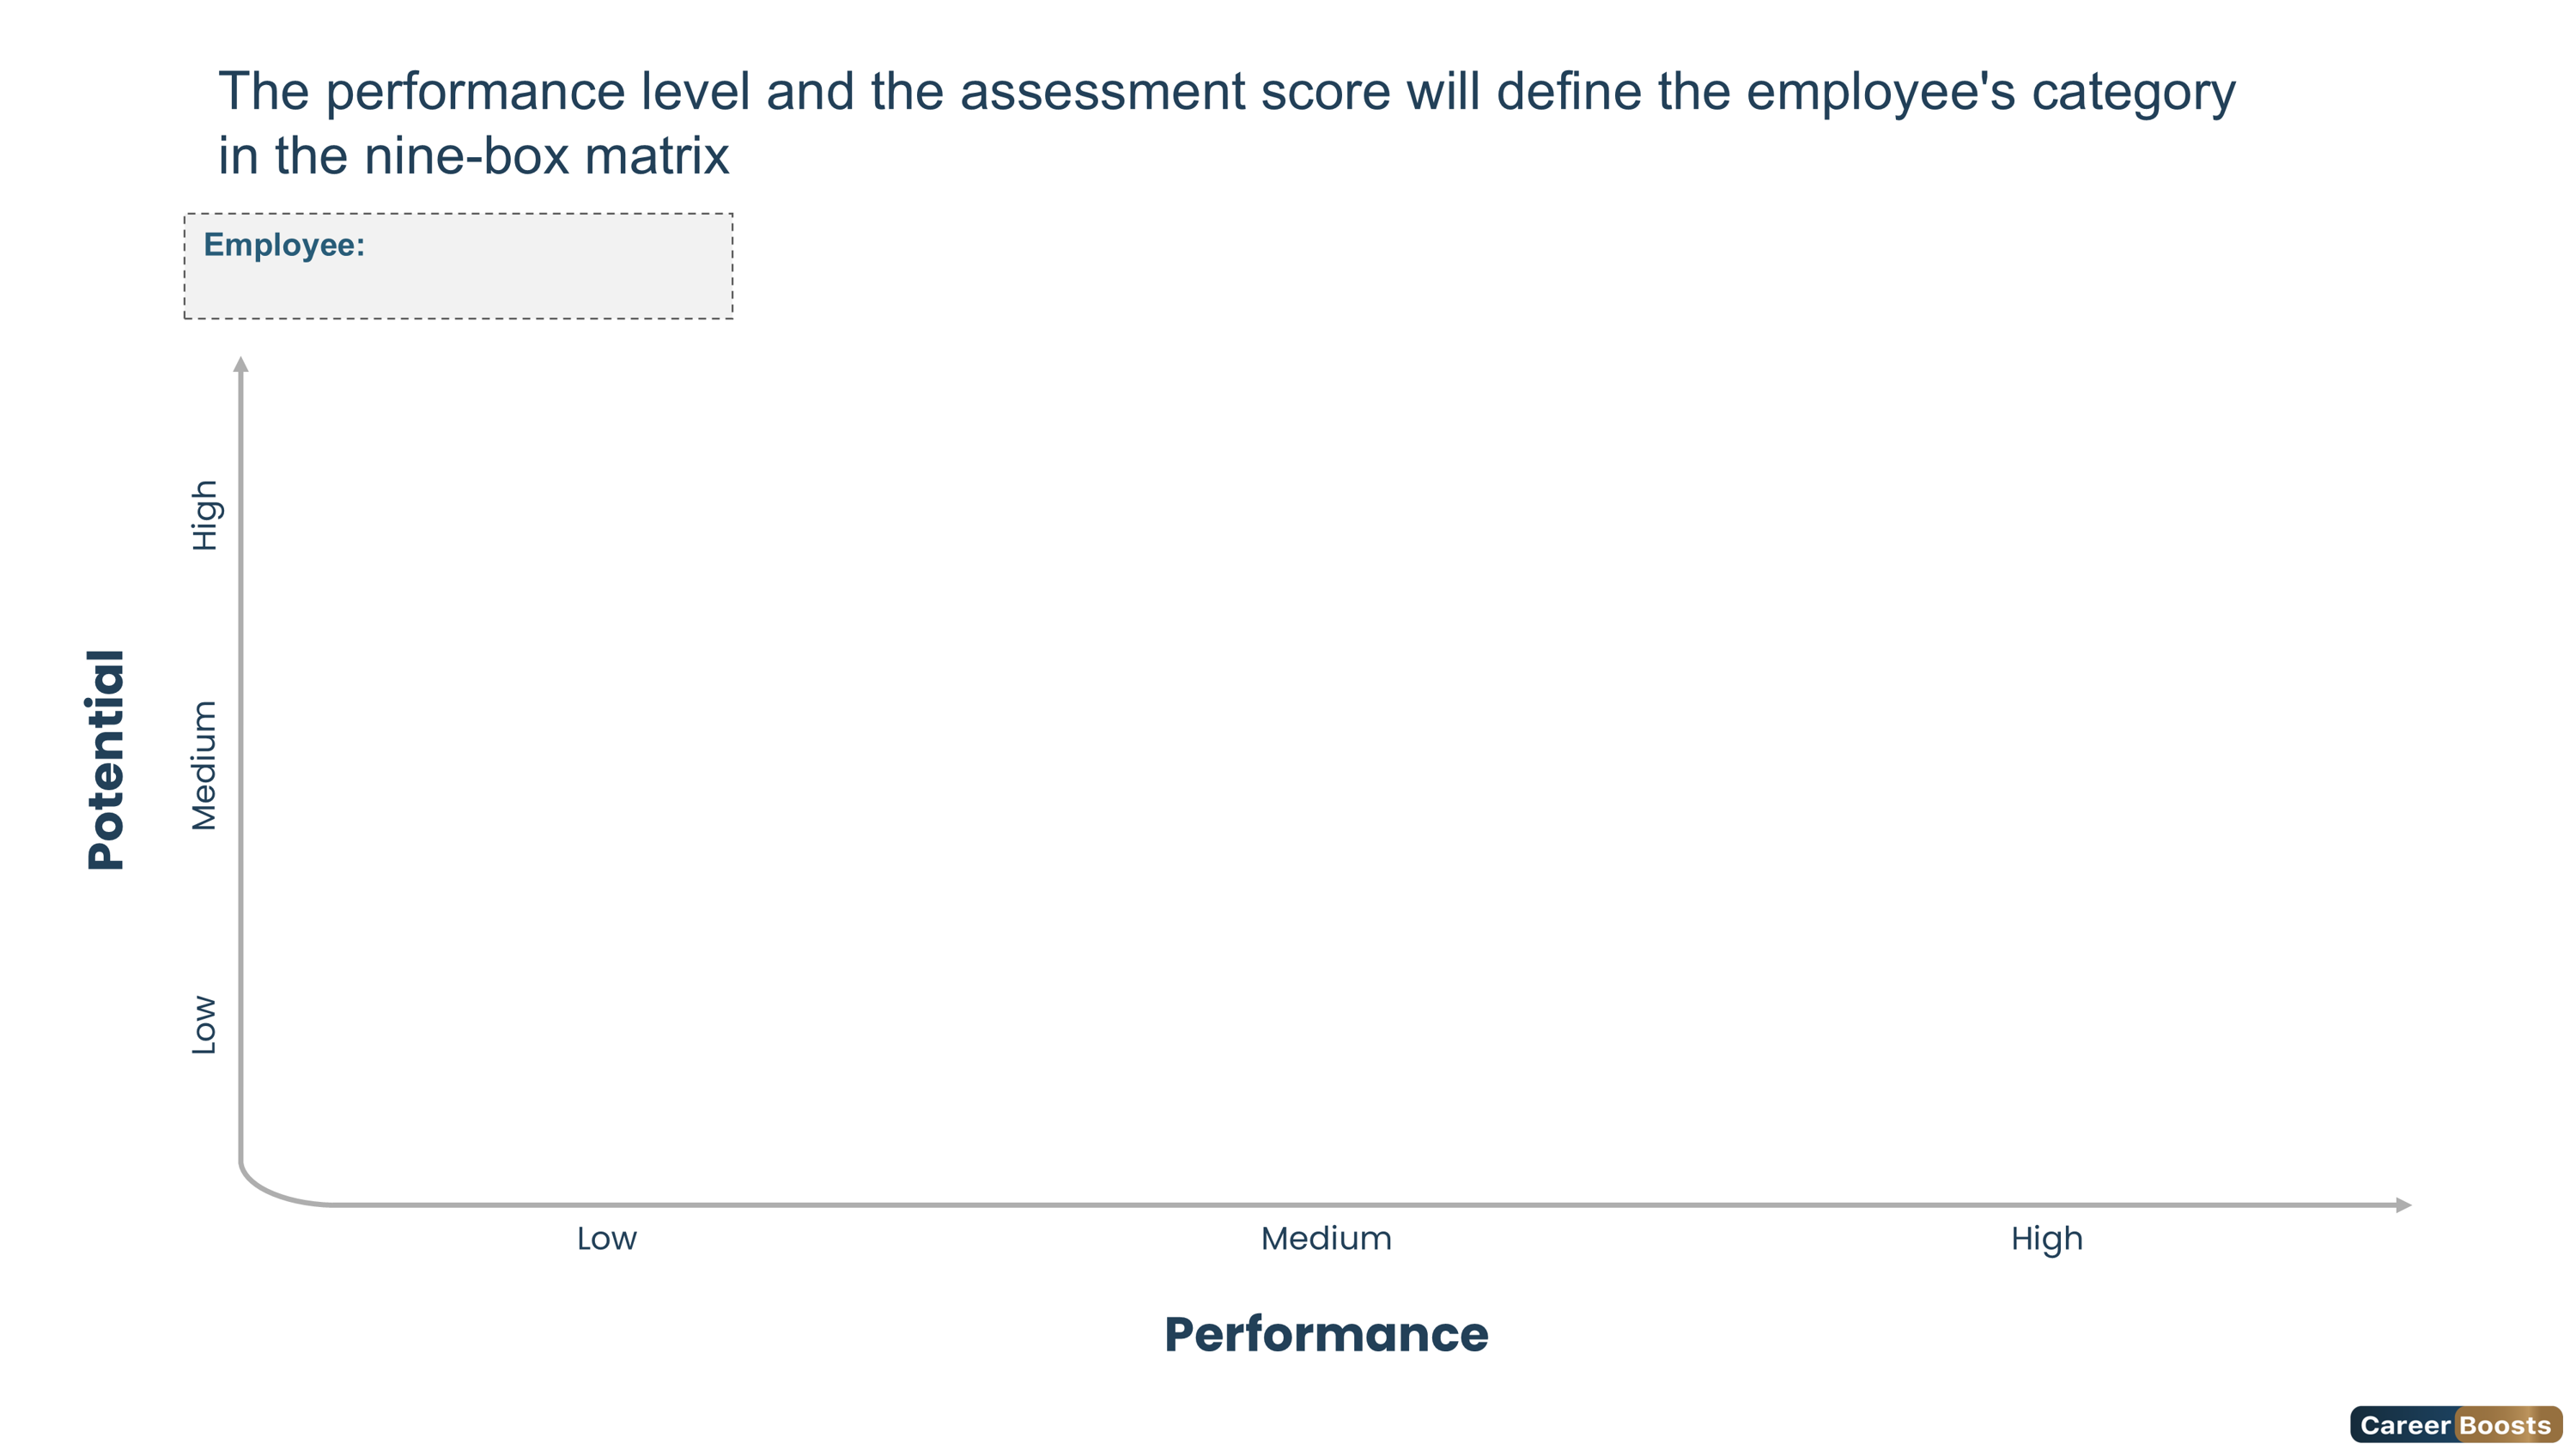 The performance level and the assessment score will define the employee's category
in the nine-box matrix
Employee:
High
Medium
Low
Potential
Low
Medium
High
Performance
Career Boosts